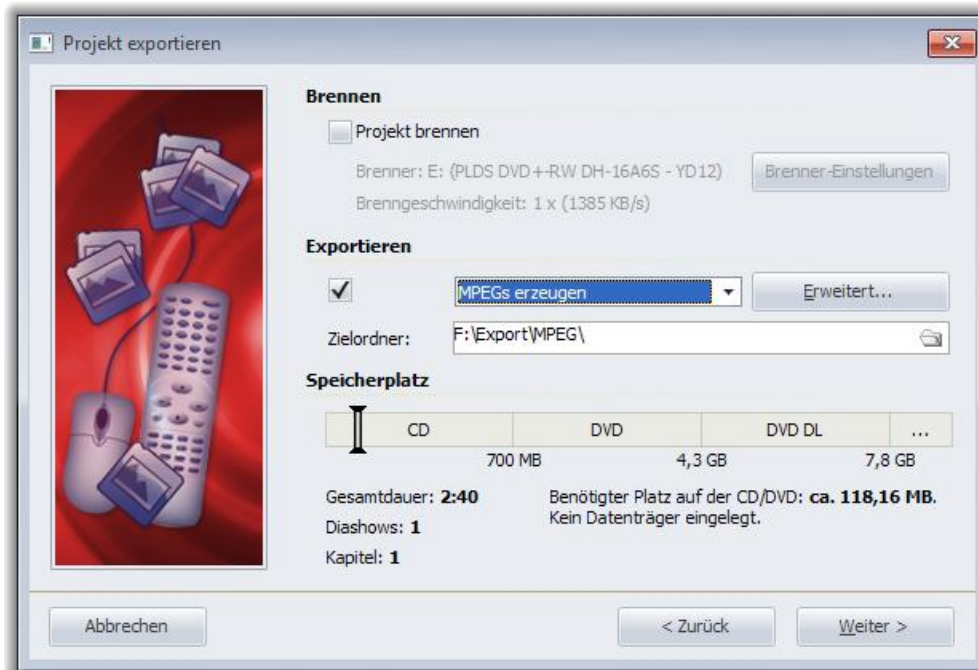 Projekt exportieren
Brennen
Projekt brennen
Brenner: E: (PLDS DVD+-RW DH-16A6S - YD12)
Brenner-Einstellungen
Brenngeschwindigkeit: 1 x (1385 KB/s)
Exportieren
MPEGs erzeugen
Erweitert...
Zielordner:
F:\Export\MPEG\
Speicherplatz
CD DVD DVD DL ...
700 MB 4,3 GB 7,8 GB
Gesamtdauer: 2:40
Benötigter Platz auf der CD/DVD: ca. 118,16 MB.
Kein Datenträger eingelegt.
Diashows: 1
Kapitel: 1
Abbrechen
< Zurück
Weiter >